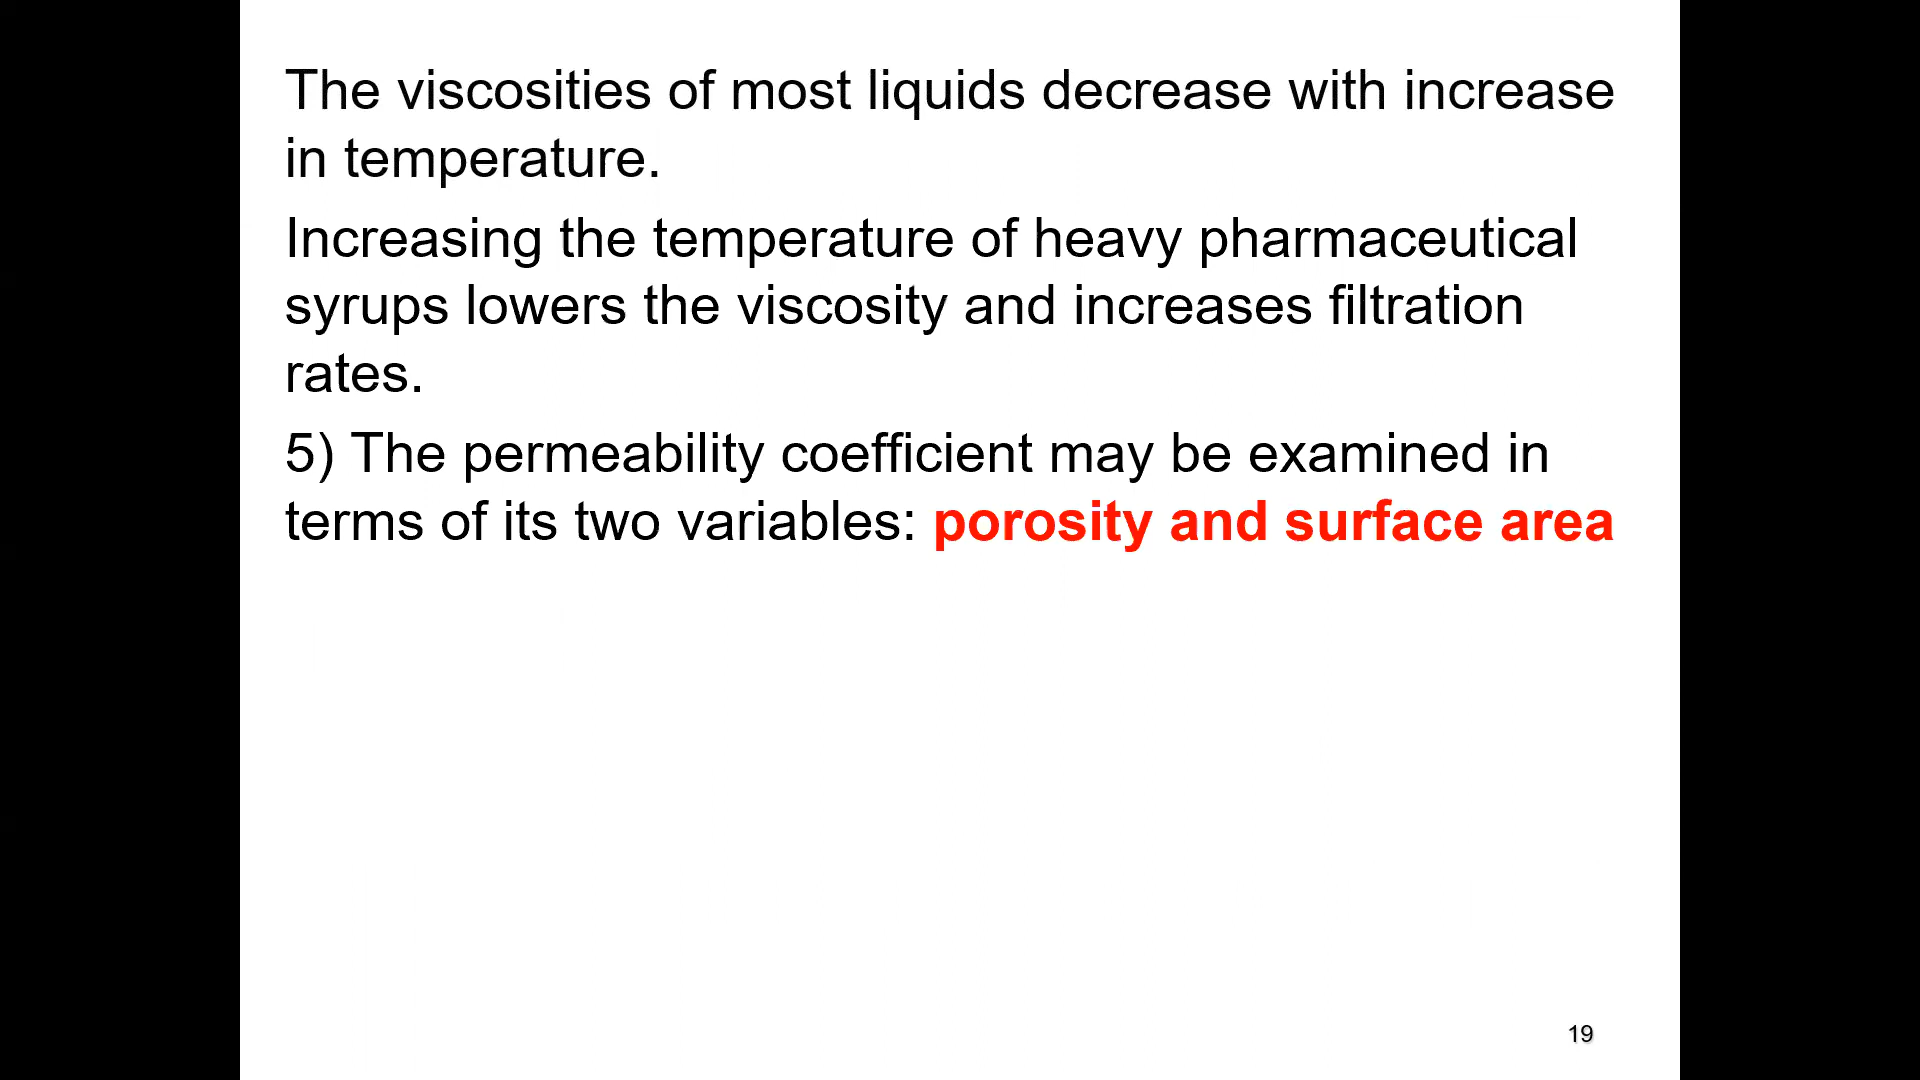 The viscosities of most liquids decrease with increase
in temperature.
Increasing the temperature of heavy pharmaceutical
syrups lowers the viscosity and increases filtration
rates.
5) The permeability coefficient may be examined in
terms of its two variables: porosity and surface area
19